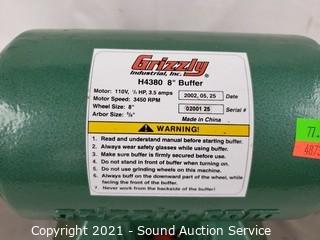 Grizzly
Industrial, Inc.
H4380 8" Buffer
Motor: 110V, ½ HP, 3.5 amps
Motor Speed: 3450 RPM
Wheel Size: 8"
Arbor Size: ⅝"
2002, 05, 25 Date
02001 25 Serial #
Made in China
WARNING!
1. Read and understand manual before starting buffer.
2. Always wear safety glasses while using buffer.
3. Make sure buffer is firmly secured before use.
4. Do not stand in front of buffer when turning on.
5. Do not use grinding wheels on this machine.
6. Always buff on the downward part of the wheel, while
facing the front of the buffer.
7. Never work from the backside of the buffer!
77.
4873
Copyright 2021 - AuctionOhio